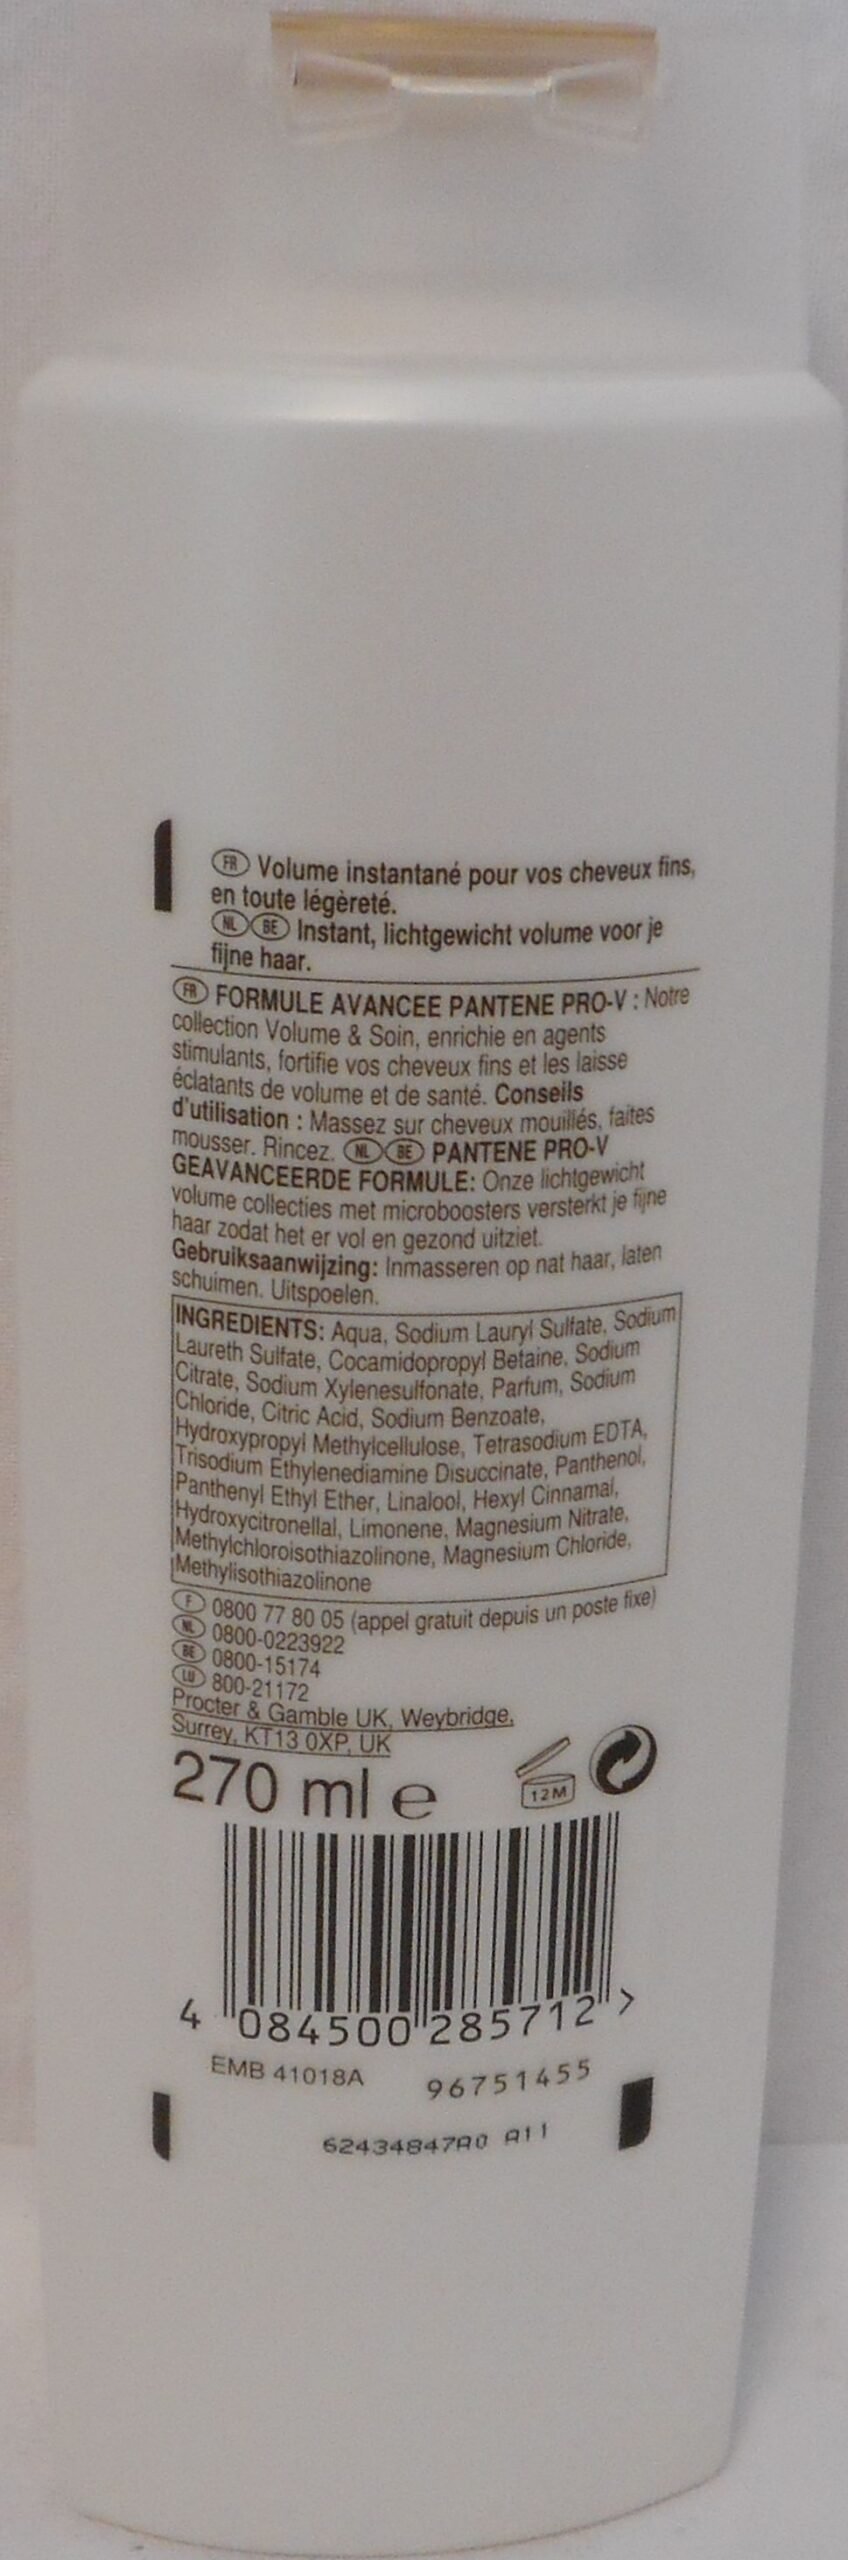 FR Volume instantané pour vos cheveux fins,
en toute légèreté.
NL BE Instant, lichtgewicht volume voor je
fijne haar.
FR FORMULE AVANCEE PANTENE PRO-V : Notre
collection Volume & Soin, enrichie en agents
stimulants, fortifie vos cheveux fins et les laisse
éclatants de volume et de santé. Conseils
d'utilisation : Massez sur cheveux mouillés, faites
mousser. Rincez. NL BE PANTENE PRO-V
GEAVANCEERDE FORMULE: Onze lichtgewicht
volume collecties met microboosters versterkt je fijne
haar zodat het er vol en gezond uitziet.
Gebruiksaanwijzing: Inmasseren op nat haar, laten
schuimen. Uitspoelen.
INGREDIENTS: Aqua, Sodium Lauryl Sulfate, Sodium
Laureth Sulfate, Cocamidopropyl Betaine, Sodium
Citrate, Sodium Xylenesulfonate, Parfum, Sodium
Chloride, Citric Acid, Sodium Benzoate,
Hydroxypropyl Methylcellulose, Tetrasodium EDTA,
Trisodium Ethylenediamine Disuccinate, Panthenol,
Panthenyl Ethyl Ether, Linalool, Hexyl Cinnamal,
Hydroxycitronellal, Limonene, Magnesium Nitrate,
Methylchloroisothiazolinone, Magnesium Chloride,
Methylisothiazolinone
F 0800 77 80 05 (appel gratuit depuis un poste fixe)
NL 0800-0223922
BE 0800-15174
LU 800-21172
Procter & Gamble UK, Weybridge,
Surrey, KT13 0XP, UK
270 ml e
12M
4 084500 285712 >
EMB 41018A
96751455
62434847A0 A11